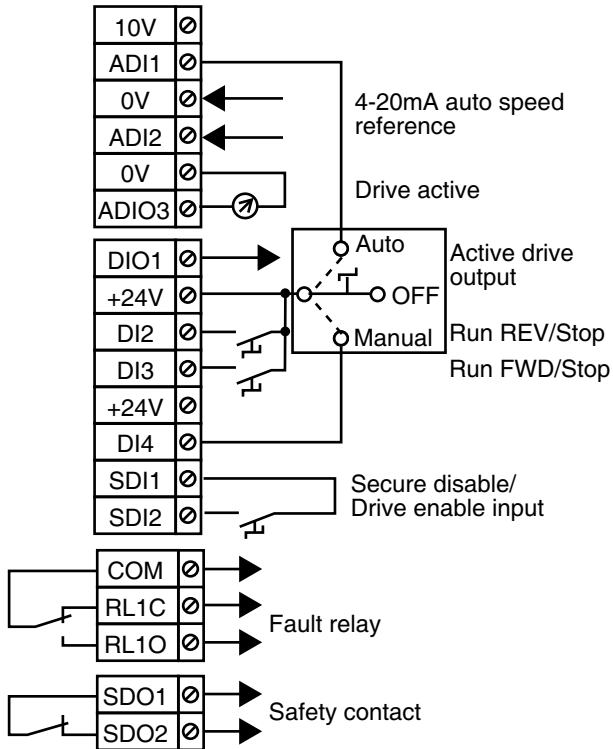 10V
ADI1
0V
ADI2
0V
ADIO3
4-20mA auto speed
reference
Drive active
DIO1
+24V
DI2
DI3
+24V
DI4
SDI1
SDI2
Auto
OFF
Manual
Active drive
output
Run REV/Stop
Run FWD/Stop
Secure disable/
Drive enable input
COM
RL1C
RL1O
Fault relay
SDO1
SDO2
Safety contact